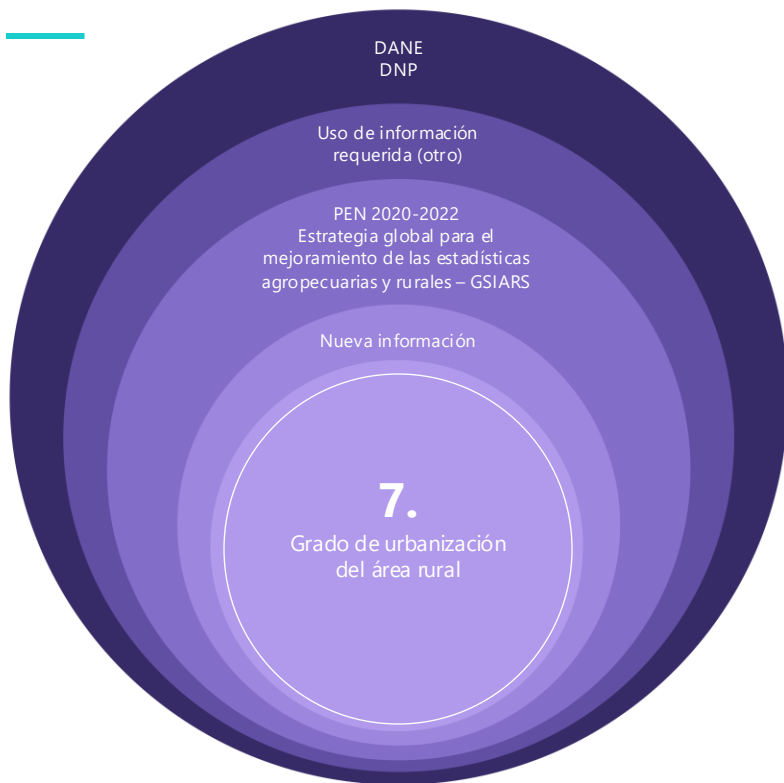 DANE
DNP
Uso de información
requerida (otro)
PEN 2020-2022
Estrategia global para el
mejoramiento de las estadísticas
agropecuarias y rurales – GSIARS
Nueva información
7.
Grado de urbanización
del área rural